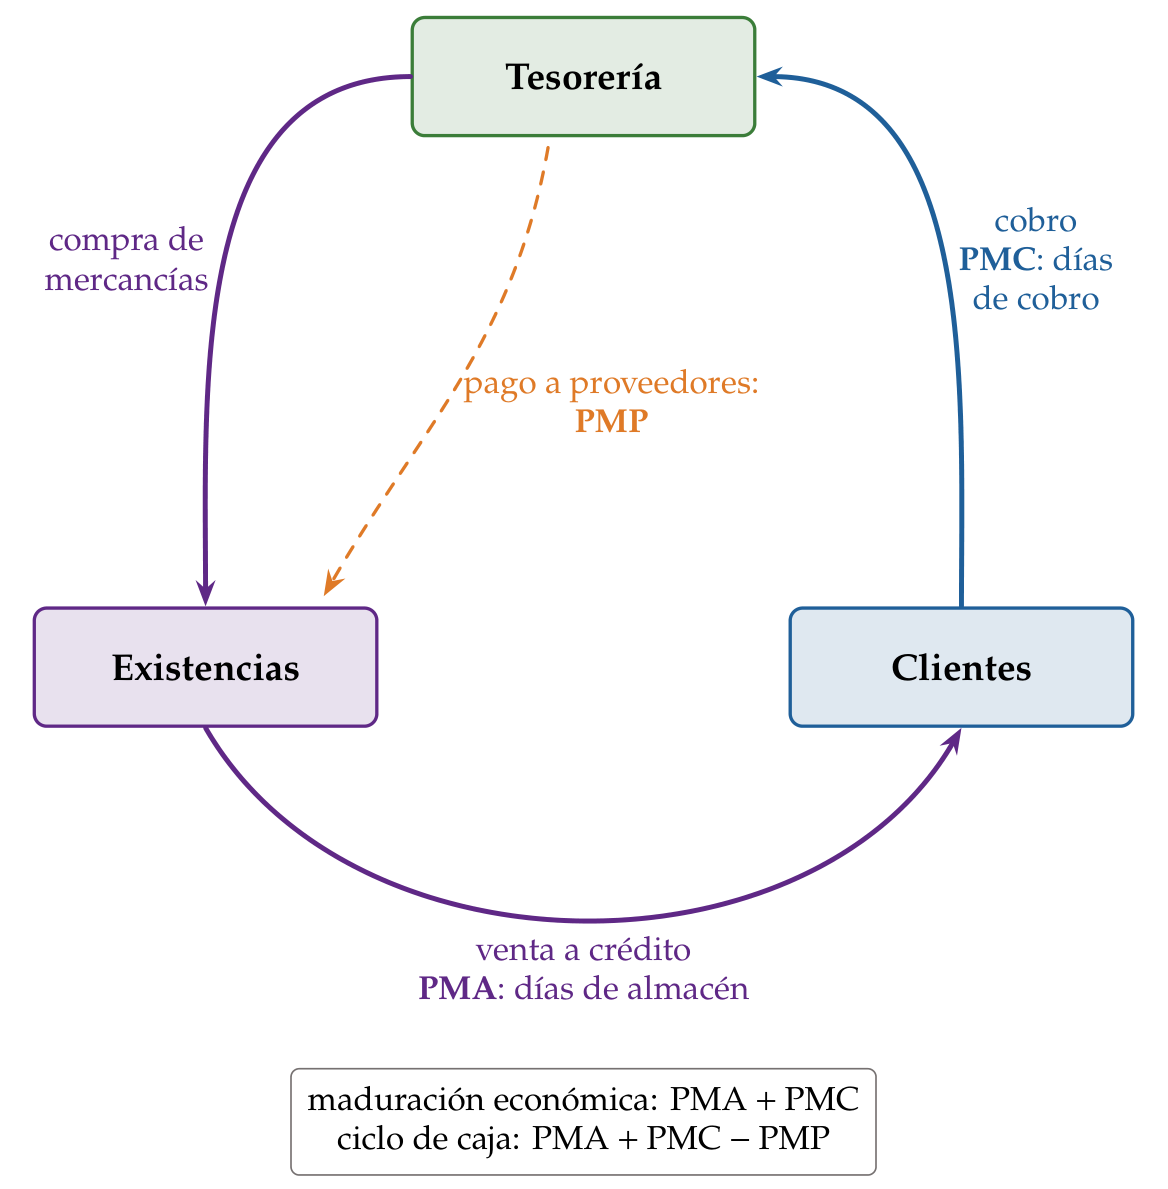 Tesorería
compra de
mercancías
cobro
PMC: días
de cobro
pago a proveedores:
PMP
Existencias
Clientes
venta a crédito
PMA: días de almacén
maduración económica: PMA + PMC
ciclo de caja: PMA + PMC − PMP